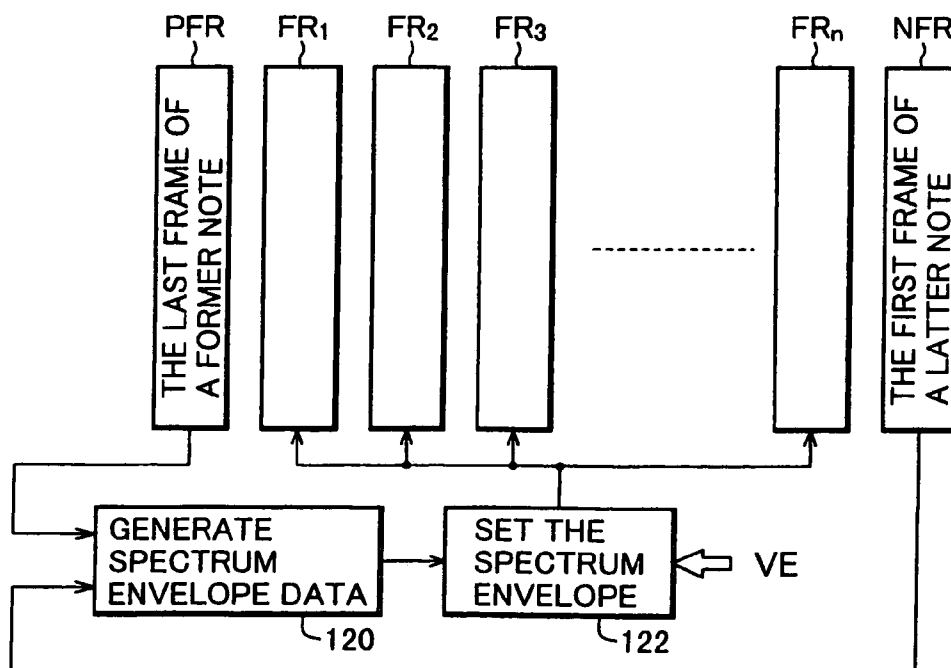 PFR FR1 FR2 FR3 FRn NFR
THE LAST FRAME OF
A FORMER NOTE
THE FIRST FRAME OF
A LATTER NOTE
GENERATE
SPECTRUM
ENVELOPE DATA
120
SET THE
SPECTRUM
ENVELOPE
122
VE